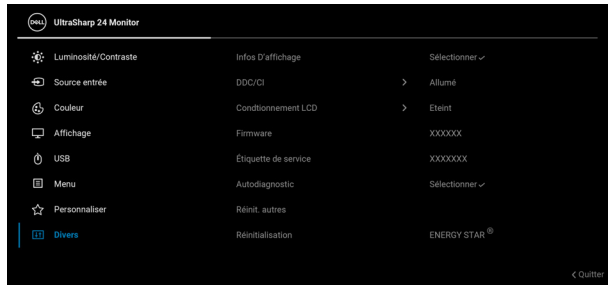 DELL UltraSharp 24 Monitor
Luminosité/Contraste Infos D'affichage Sélectionner
Source entrée DDC/CI > Allumé
Couleur Condtionnement LCD > Eteint
Affichage Firmware XXXXXX
USB Étiquette de service XXXXXXX
Menu Autodiagnostic Sélectionner
Personnaliser Réinit. autres
Divers Réinitialisation ENERGY STAR ®
< Quitter